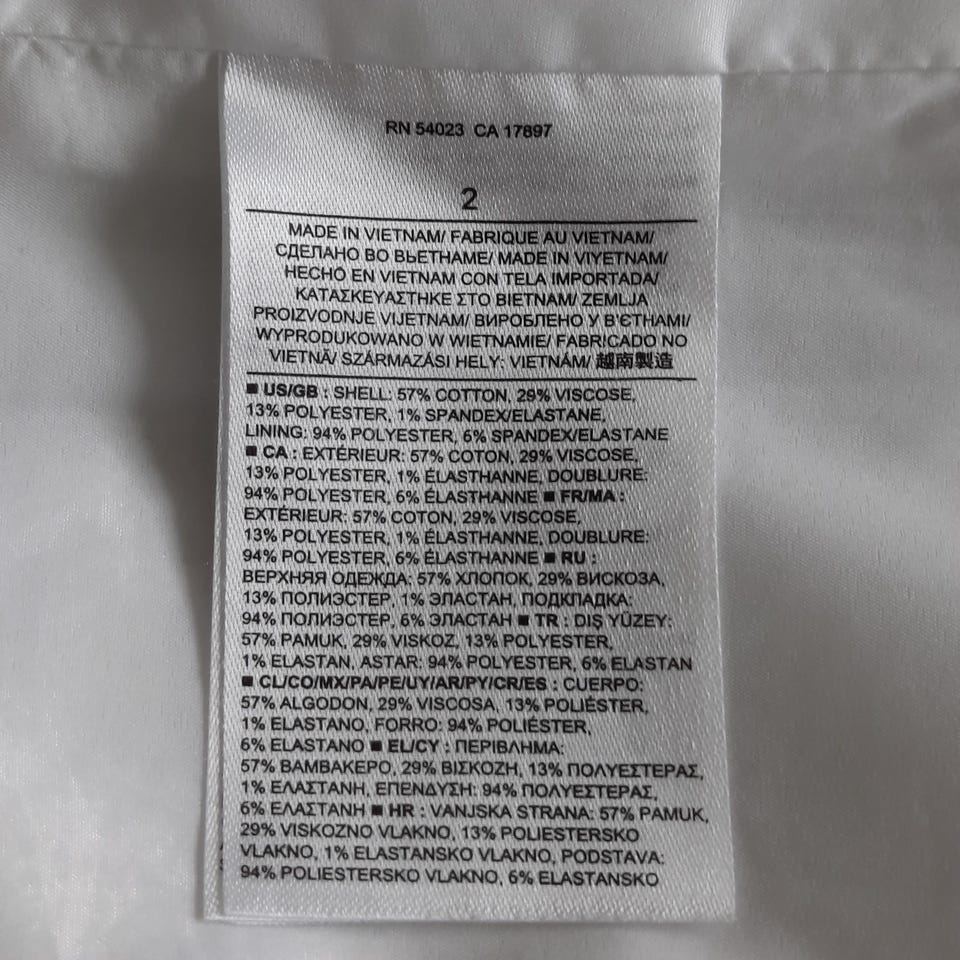 RN 54023 CA 17897
2
MADE IN VIETNAM/ FABRIQUE AU VIETNAM/
СДЕЛАНО ВО ВЬЕТНАМЕ/ MADE IN VIYETNAM/
HECHO EN VIETNAM CON TELA IMPORTADA/
ΚΑΤΑΣΚΕΥΑΣΤΗΚΕ ΣΤΟ ΒΙΕΤΝΑΜ/ ZEMLJA
PROIZVODNJE VIJETNAM/ ВИРОБЛЕНО У В'ЄТНАМІ/
WYPRODUKOWANO W WIETNAMIE/ FABRICADO NO
VIETNÃ/ SZÁRMAZÁSI HELY: VIETNÁM/ 越南製造
■ US/GB : SHELL: 57% COTTON, 29% VISCOSE,
13% POLYESTER, 1% SPANDEX/ELASTANE,
LINING: 94% POLYESTER, 6% SPANDEX/ELASTANE
■ CA : EXTÉRIEUR: 57% COTON, 29% VISCOSE,
13% POLYESTER, 1% ÉLASTHANNE, DOUBLURE:
94% POLYESTER, 6% ÉLASTHANNE ■ FR/MA :
EXTÉRIEUR: 57% COTON, 29% VISCOSE,
13% POLYESTER, 1% ÉLASTHANNE, DOUBLURE:
94% POLYESTER, 6% ÉLASTHANNE ■ RU :
ВЕРХНЯЯ ОДЕЖДА: 57% ХЛОПОК, 29% ВИСКОЗА,
13% ПОЛИЭСТЕР, 1% ЭЛАСТАН, ПОДКЛАДКА:
94% ПОЛИЭСТЕР, 6% ЭЛАСТАН ■ TR : DIŞ YÜZEY:
57% PAMUK, 29% VISKOZ, 13% POLYESTER,
1% ELASTAN, ASTAR: 94% POLYESTER, 6% ELASTAN
■ CL/CO/MX/PA/PE/UY/AR/PY/CR/ES : CUERPO:
57% ALGODON, 29% VISCOSA, 13% POLIÉSTER,
1% ELASTANO, FORRO: 94% POLIÉSTER,
6% ELASTANO ■ EL/CY : ΠΕΡΙΒΛΗΜΑ:
57% ΒΑΜΒΑΚΕΡΟ, 29% ΒΙΣΚΟΖΗ, 13% ΠΟΛΥΕΣΤΕΡΑΣ,
1% ΕΛΑΣΤΑΝΗ, ΕΠΕΝΔΥΣΗ: 94% ΠΟΛΥΕΣΤΕΡΑΣ,
6% ΕΛΑΣΤΑΝΗ ■ HR : VANJSKA STRANA: 57% PAMUK,
29% VISKOZNO VLAKNO, 13% POLIESTERSKO
VLAKNO, 1% ELASTANSKO VLAKNO, PODSTAVA:
94% POLIESTERSKO VLAKNO, 6% ELASTANSKO